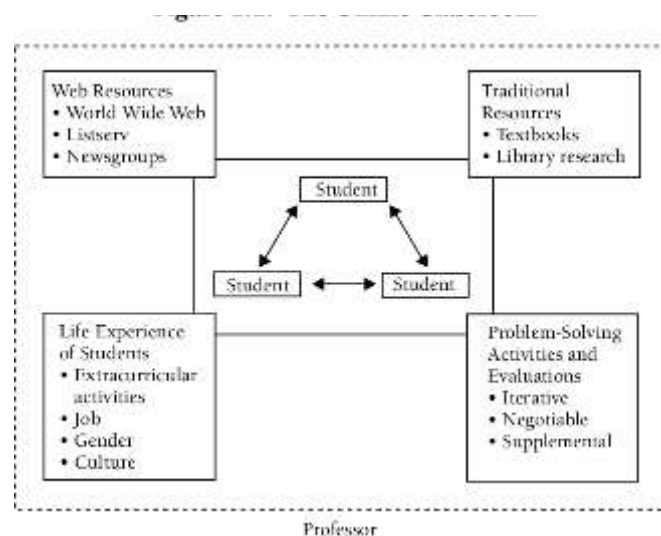 Web Resources
• World Wide Web
• Listserv
• Newsgroups
Traditional
Resources
• Textbooks
• Library research
Student
Student
Student
Life Experience
of Students
• Extracurricular
activities
• Job
• Gender
• Culture
Problem-Solving
Activities and
Evaluations
• Iterative
• Negotiable
• Supplemental
Professor